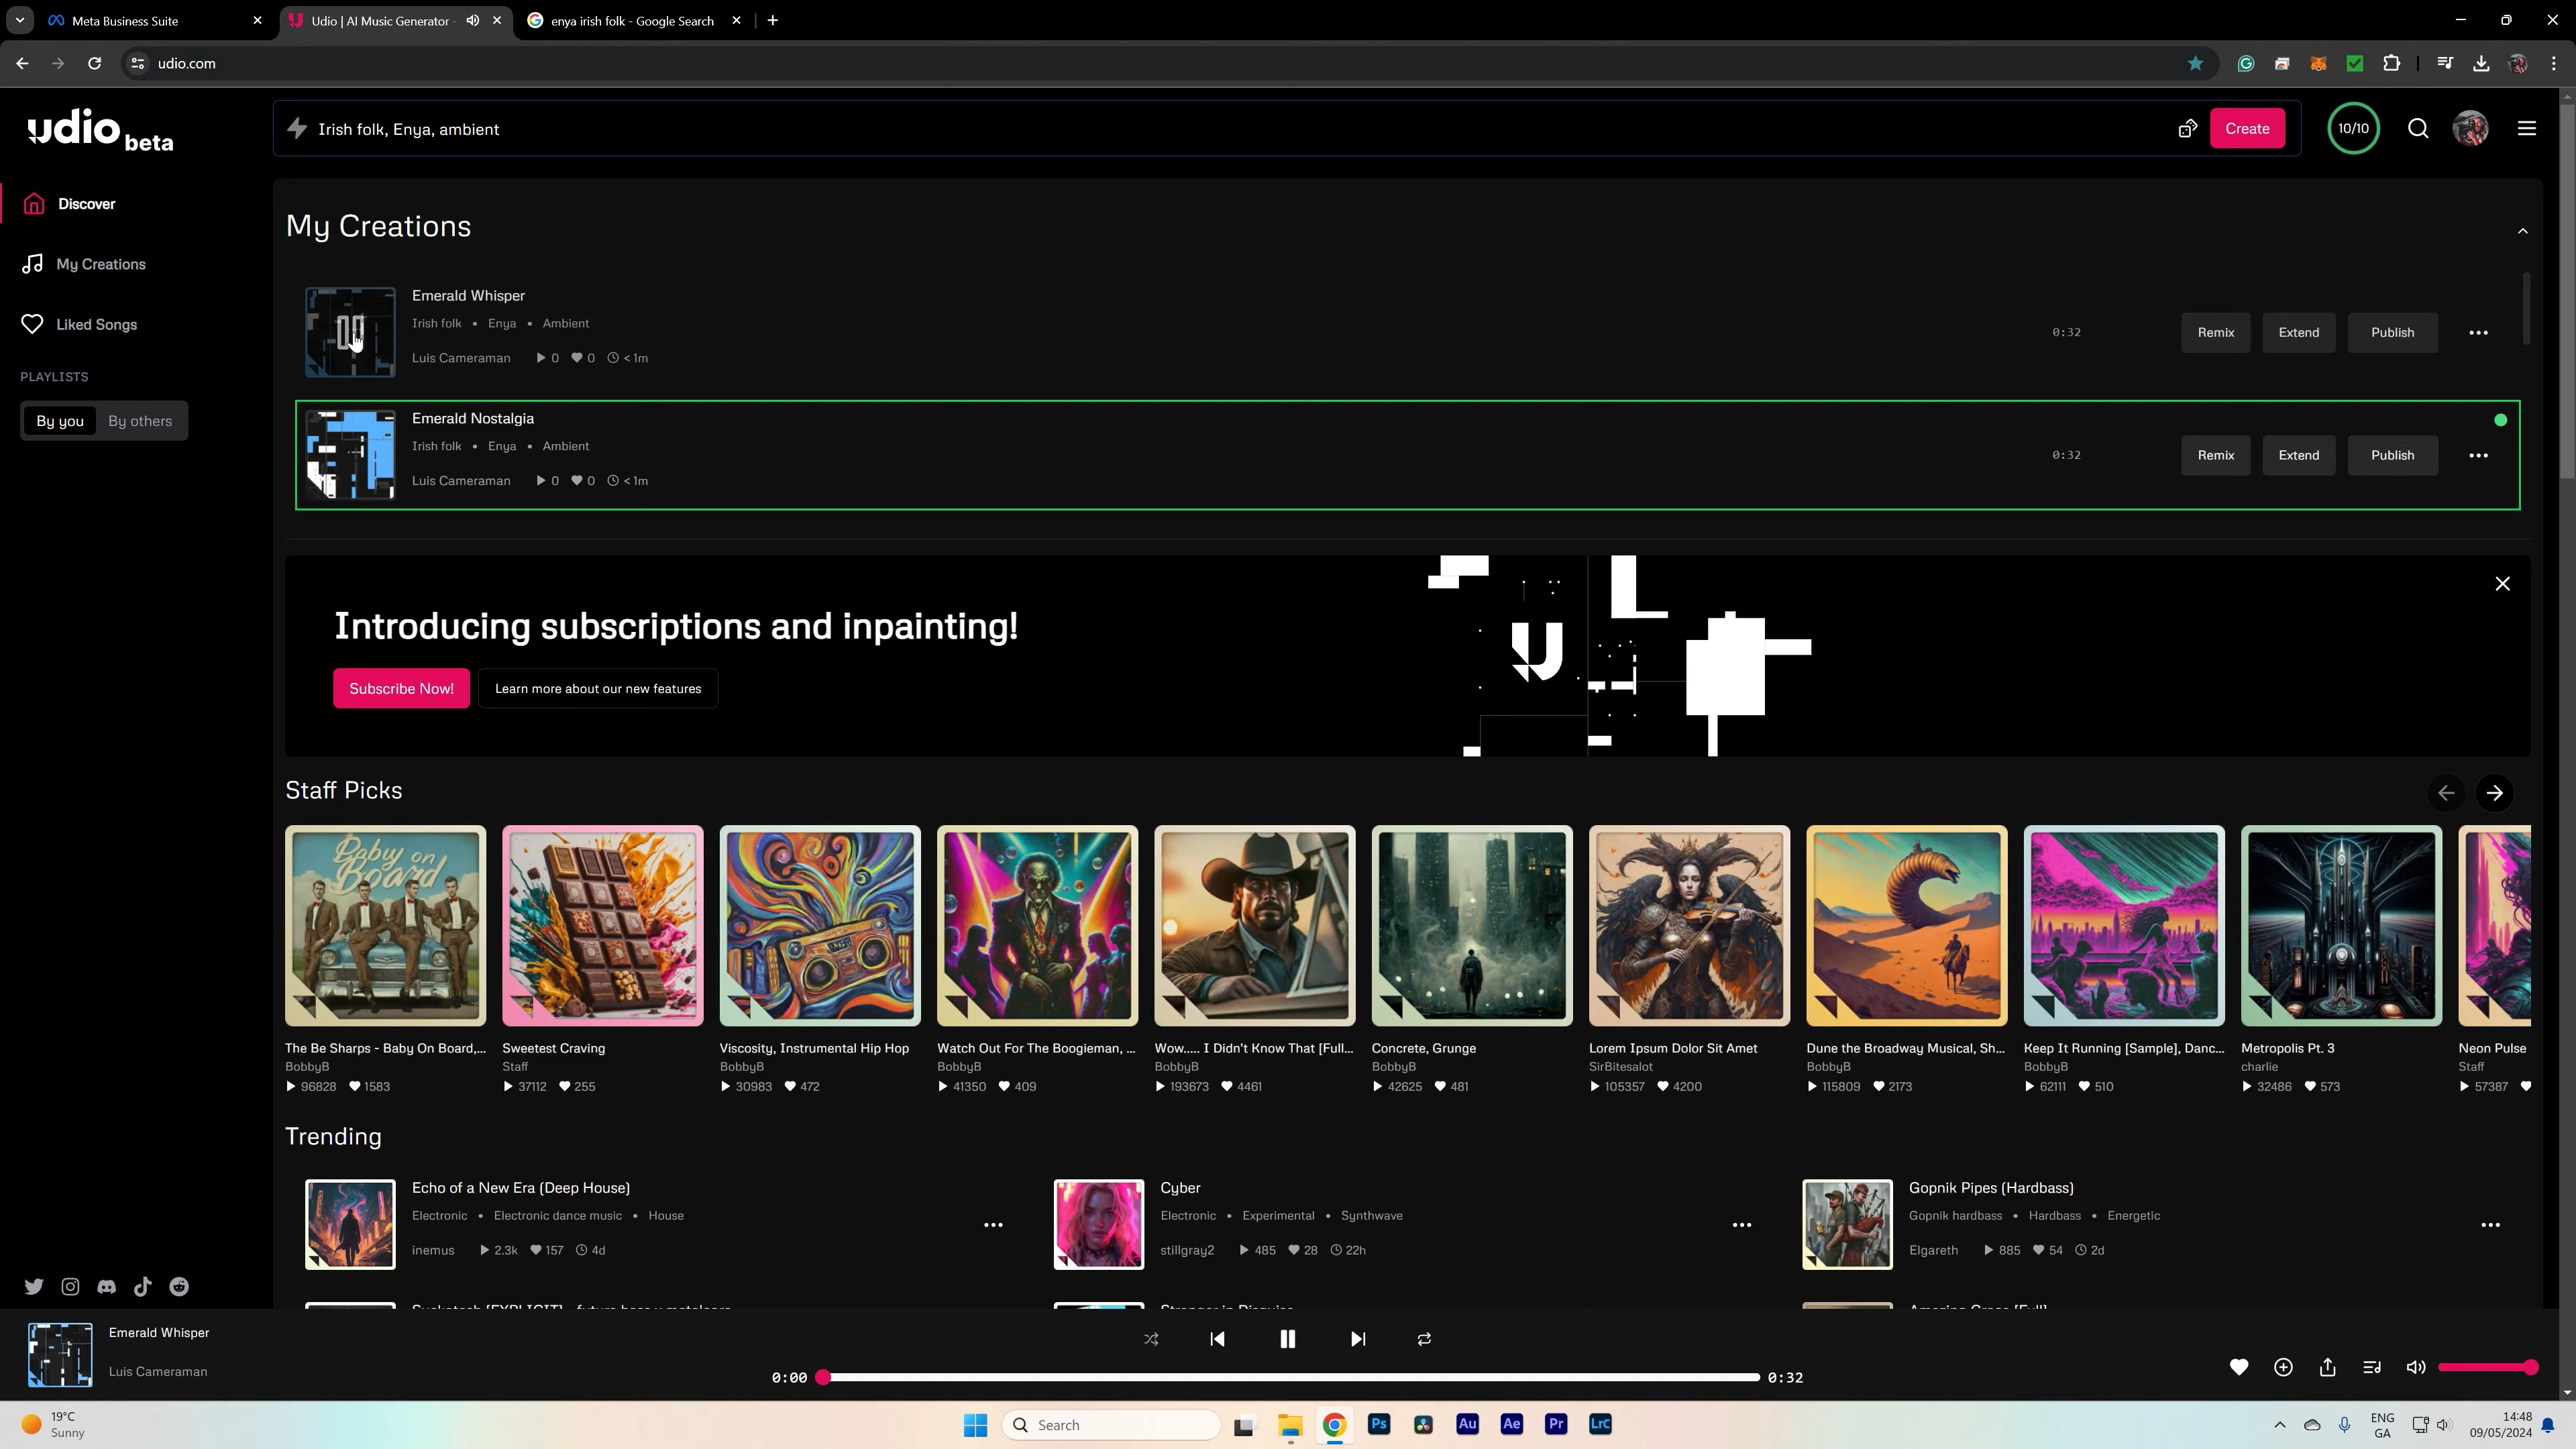 Meta Business Suite
Udio | AI Music Generator -
enya irish folk - Google Search
udio.com
udio beta
Irish folk, Enya, ambient
Create
10/10
Discover
My Creations
Liked Songs
PLAYLISTS
By you
By others
My Creations
Emerald Whisper
Irish folk • Enya • Ambient
Luis Cameraman 0 0 < 1m
0:32
Remix
Extend
Publish
Emerald Nostalgia
Irish folk • Enya • Ambient
Luis Cameraman 0 0 < 1m
0:32
Remix
Extend
Publish
Introducing subscriptions and inpainting!
Subscribe Now!
Learn more about our new features
Staff Picks
Baby on Board
The Be Sharps - Baby On Board,...
BobbyB
96828 1583
Sweetest Craving
Staff
37112 255
Viscosity, Instrumental Hip Hop
BobbyB
30983 472
Watch Out For The Boogieman, ...
BobbyB
41350 409
Wow..... I Didn't Know That [Full...
BobbyB
193673 4461
Concrete, Grunge
BobbyB
42625 481
Lorem Ipsum Dolor Sit Amet
SirBitesalot
105357 4200
Dune the Broadway Musical, Sh...
BobbyB
115809 2173
Keep It Running [Sample], Danc...
BobbyB
62111 510
Metropolis Pt. 3
charlie
32486 573
Neon Pulse
Staff
57387
Trending
Echo of a New Era (Deep House)
Electronic • Electronic dance music • House
inemus 2.3k 157 4d
Cyber
Electronic • Experimental • Synthwave
stillgray2 485 28 22h
Gopnik Pipes (Hardbass)
Gopnik hardbass • Hardbass • Energetic
Elgareth 885 54 2d
Emerald Whisper
Luis Cameraman
0:00
0:32
19°C
Sunny
Search
Ps
Au
Ae
Pr
LrC
ENG
GA
14:48
09/05/2024